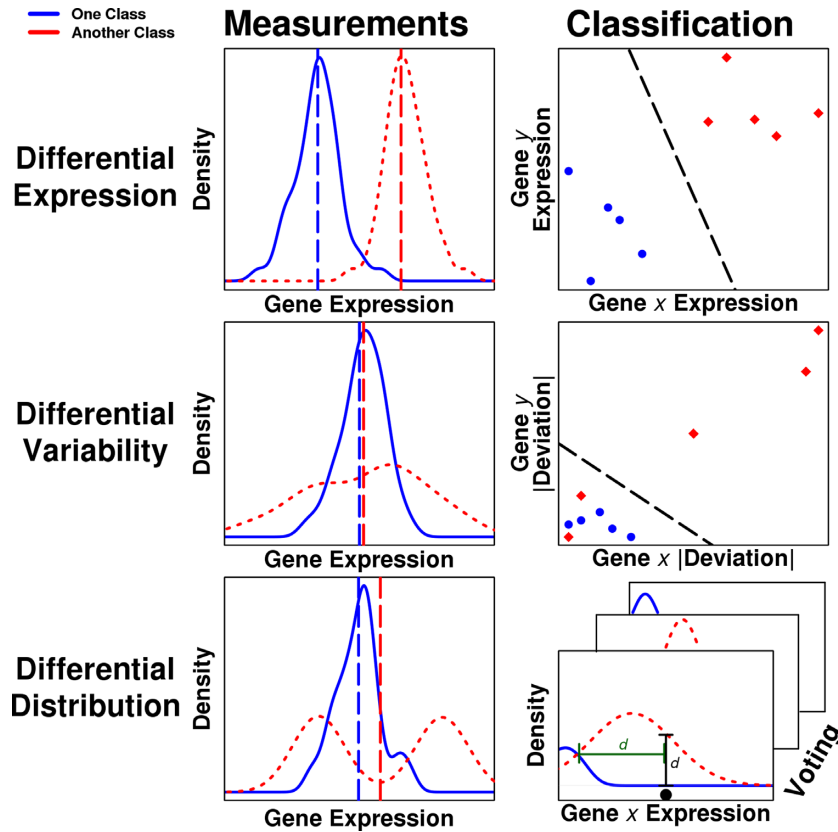 One Class
Another Class
Measurements
Classification
Differential
Expression
Density
Gene Expression
Gene y
Expression
Gene x Expression
Differential
Variability
Density
Gene Expression
Gene y
|Deviation|
Gene x |Deviation|
Differential
Distribution
Density
Gene Expression
Density
d
d
Gene x Expression
Voting